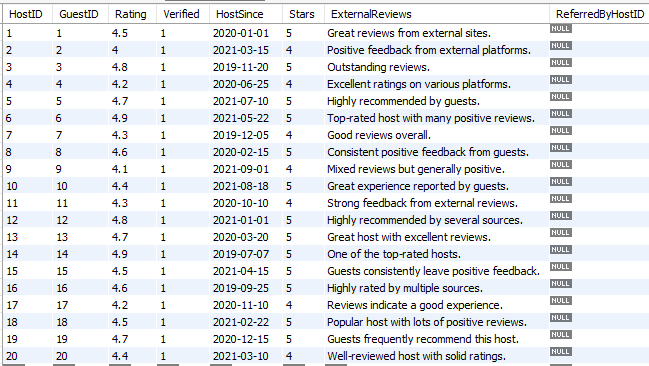 HostID GuestID Rating Verified HostSince Stars ExternalReviews ReferredByHostID
1 1 4.5 1 2020-01-01 5 Great reviews from external sites. NULL
2 2 4 1 2021-03-15 4 Positive feedback from external platforms. NULL
3 3 4.8 1 2019-11-20 5 Outstanding reviews. NULL
4 4 4.2 1 2020-06-25 4 Excellent ratings on various platforms. NULL
5 5 4.7 1 2021-07-10 5 Highly recommended by guests. NULL
6 6 4.9 1 2021-05-22 5 Top-rated host with many positive reviews. NULL
7 7 4.3 1 2019-12-05 4 Good reviews overall. NULL
8 8 4.6 1 2020-02-15 5 Consistent positive feedback from guests. NULL
9 9 4.1 1 2021-09-01 4 Mixed reviews but generally positive. NULL
10 10 4.4 1 2021-08-18 5 Great experience reported by guests. NULL
11 11 4.3 1 2020-10-10 4 Strong feedback from external reviews. NULL
12 12 4.8 1 2021-01-01 5 Highly recommended by several sources. NULL
13 13 4.7 1 2020-03-20 5 Great host with excellent reviews. NULL
14 14 4.9 1 2019-07-07 5 One of the top-rated hosts. NULL
15 15 4.5 1 2021-04-15 5 Guests consistently leave positive feedback. NULL
16 16 4.6 1 2019-09-25 5 Highly rated by multiple sources. NULL
17 17 4.2 1 2020-11-10 4 Reviews indicate a good experience. NULL
18 18 4.5 1 2021-02-22 5 Popular host with lots of positive reviews. NULL
19 19 4.7 1 2020-12-15 5 Guests frequently recommend this host. NULL
20 20 4.4 1 2021-03-10 4 Well-reviewed host with solid ratings. NULL